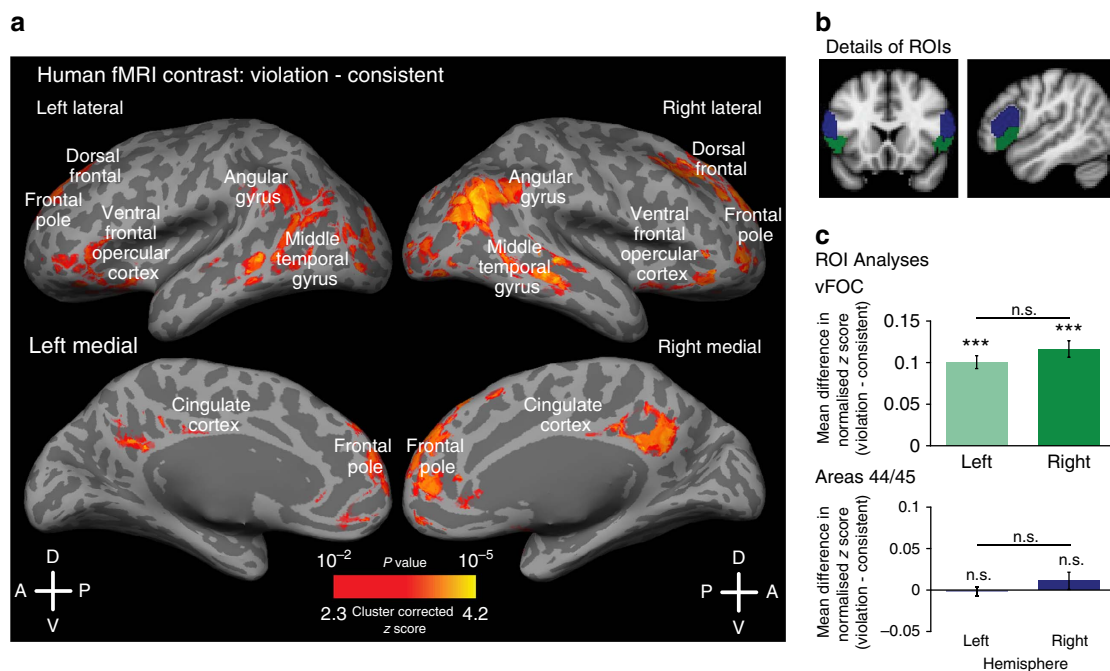 a
Human fMRI contrast: violation - consistent
Left lateral
Right lateral
Dorsal
frontal
Frontal
pole
Ventral
frontal
opercular
cortex
Angular
gyrus
Middle
temporal
gyrus
Angular
gyrus
Middle
temporal
gyrus
Ventral
frontal
opercular
cortex
Dorsal
frontal
Frontal
pole
Left medial
Right medial
Cingulate
cortex
Frontal
pole
Frontal
pole
Cingulate
cortex
D
A P
V
10⁻² P value 10⁻⁵
2.3 Cluster corrected 4.2
z score
D
P A
V
b
Details of ROIs
c
ROI Analyses
vFOC
Mean difference in
normalised z score
(violation - consistent)
0.15
0.1
0.05
0
n.s.
***
***
Left Right
Areas 44/45
Mean difference in
normalised z score
(violation - consistent)
0.1
0.05
0
−0.05
n.s.
n.s.
n.s.
Left Right
Hemisphere